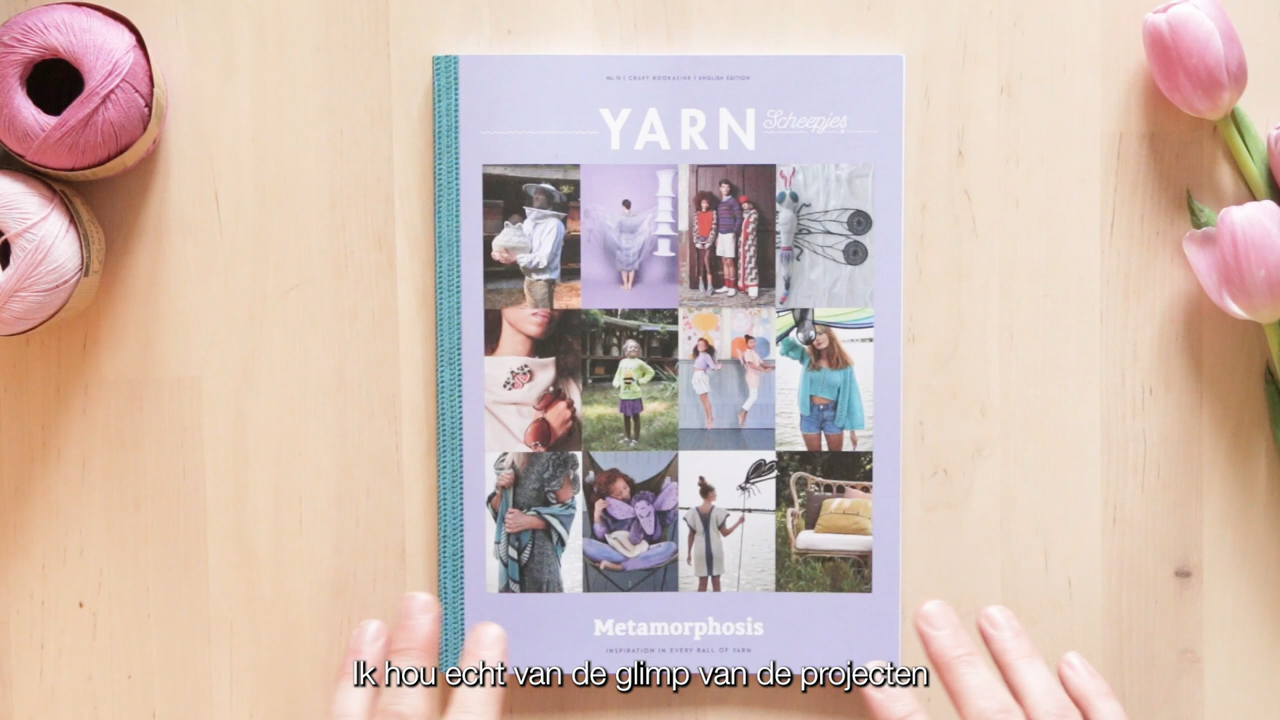 No. 15 | CRAFT BOOKAZINE | ENGLISH EDITION
YARN Scheepjes
Metamorphosis
INSPIRATION IN EVERY BALL OF YARN
Ik hou echt van de glimp van de projecten